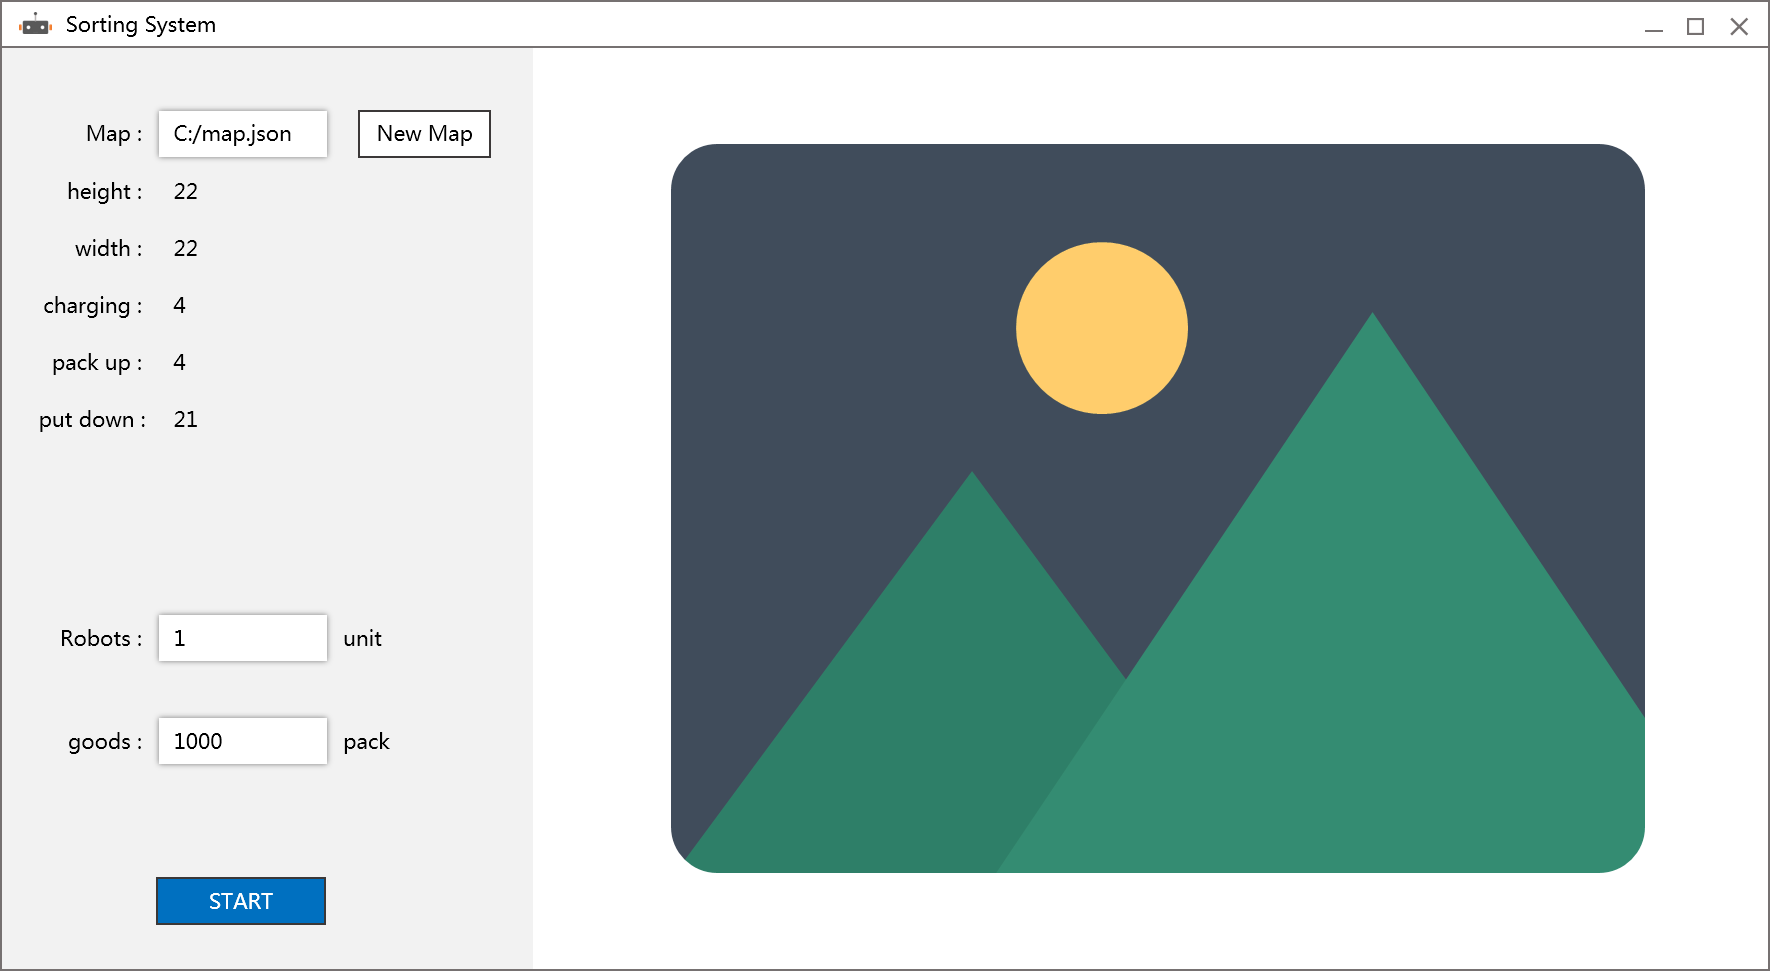 Sorting System
Map : C:/map.json New Map
height : 22
width : 22
charging : 4
pack up : 4
put down : 21
Robots : 1 unit
goods : 1000 pack
START